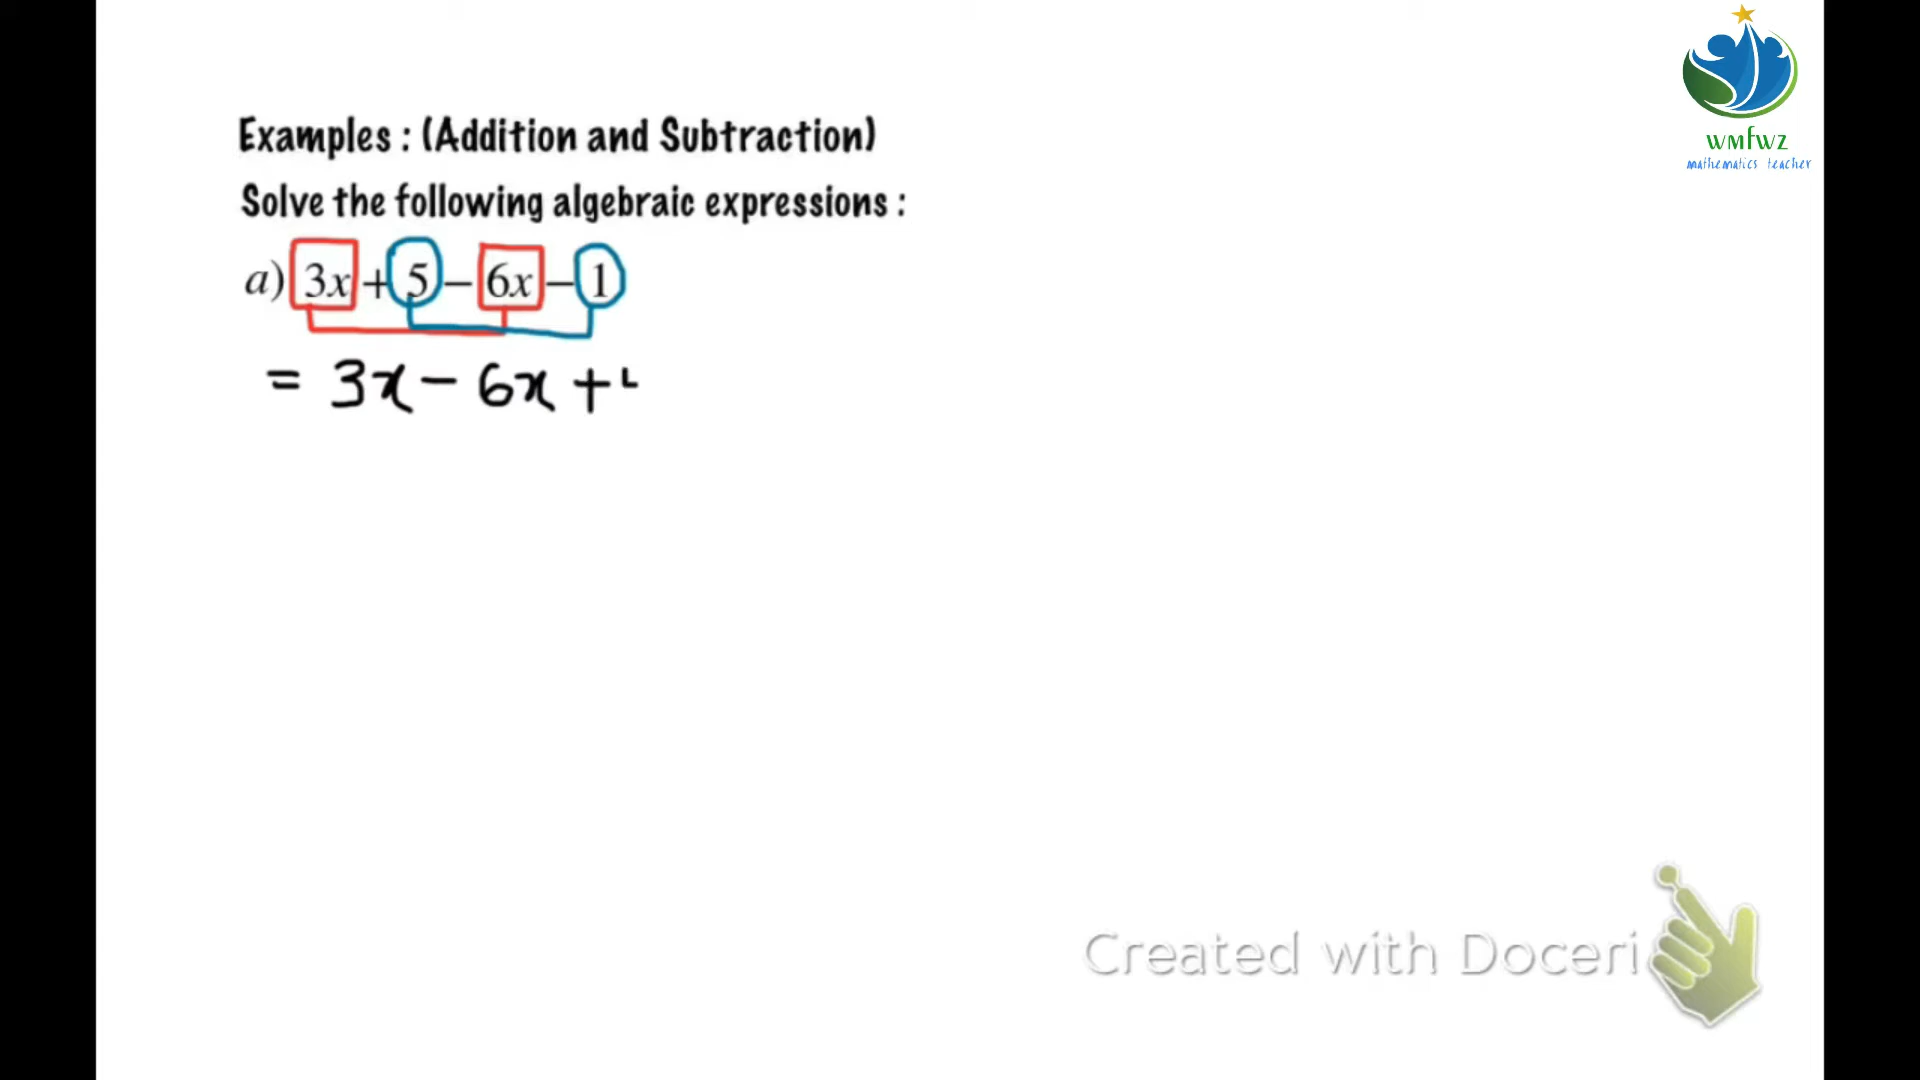 Examples : (Addition and Subtraction)
Solve the following algebraic expressions :
a) 3x + 5 − 6x − 1
= 3x − 6x +
wmfwz
mathematics teacher
Created with Doceri